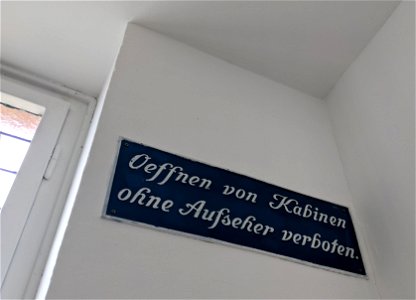 Oeffnen von Kabinen
ohne Aufseher verboten.